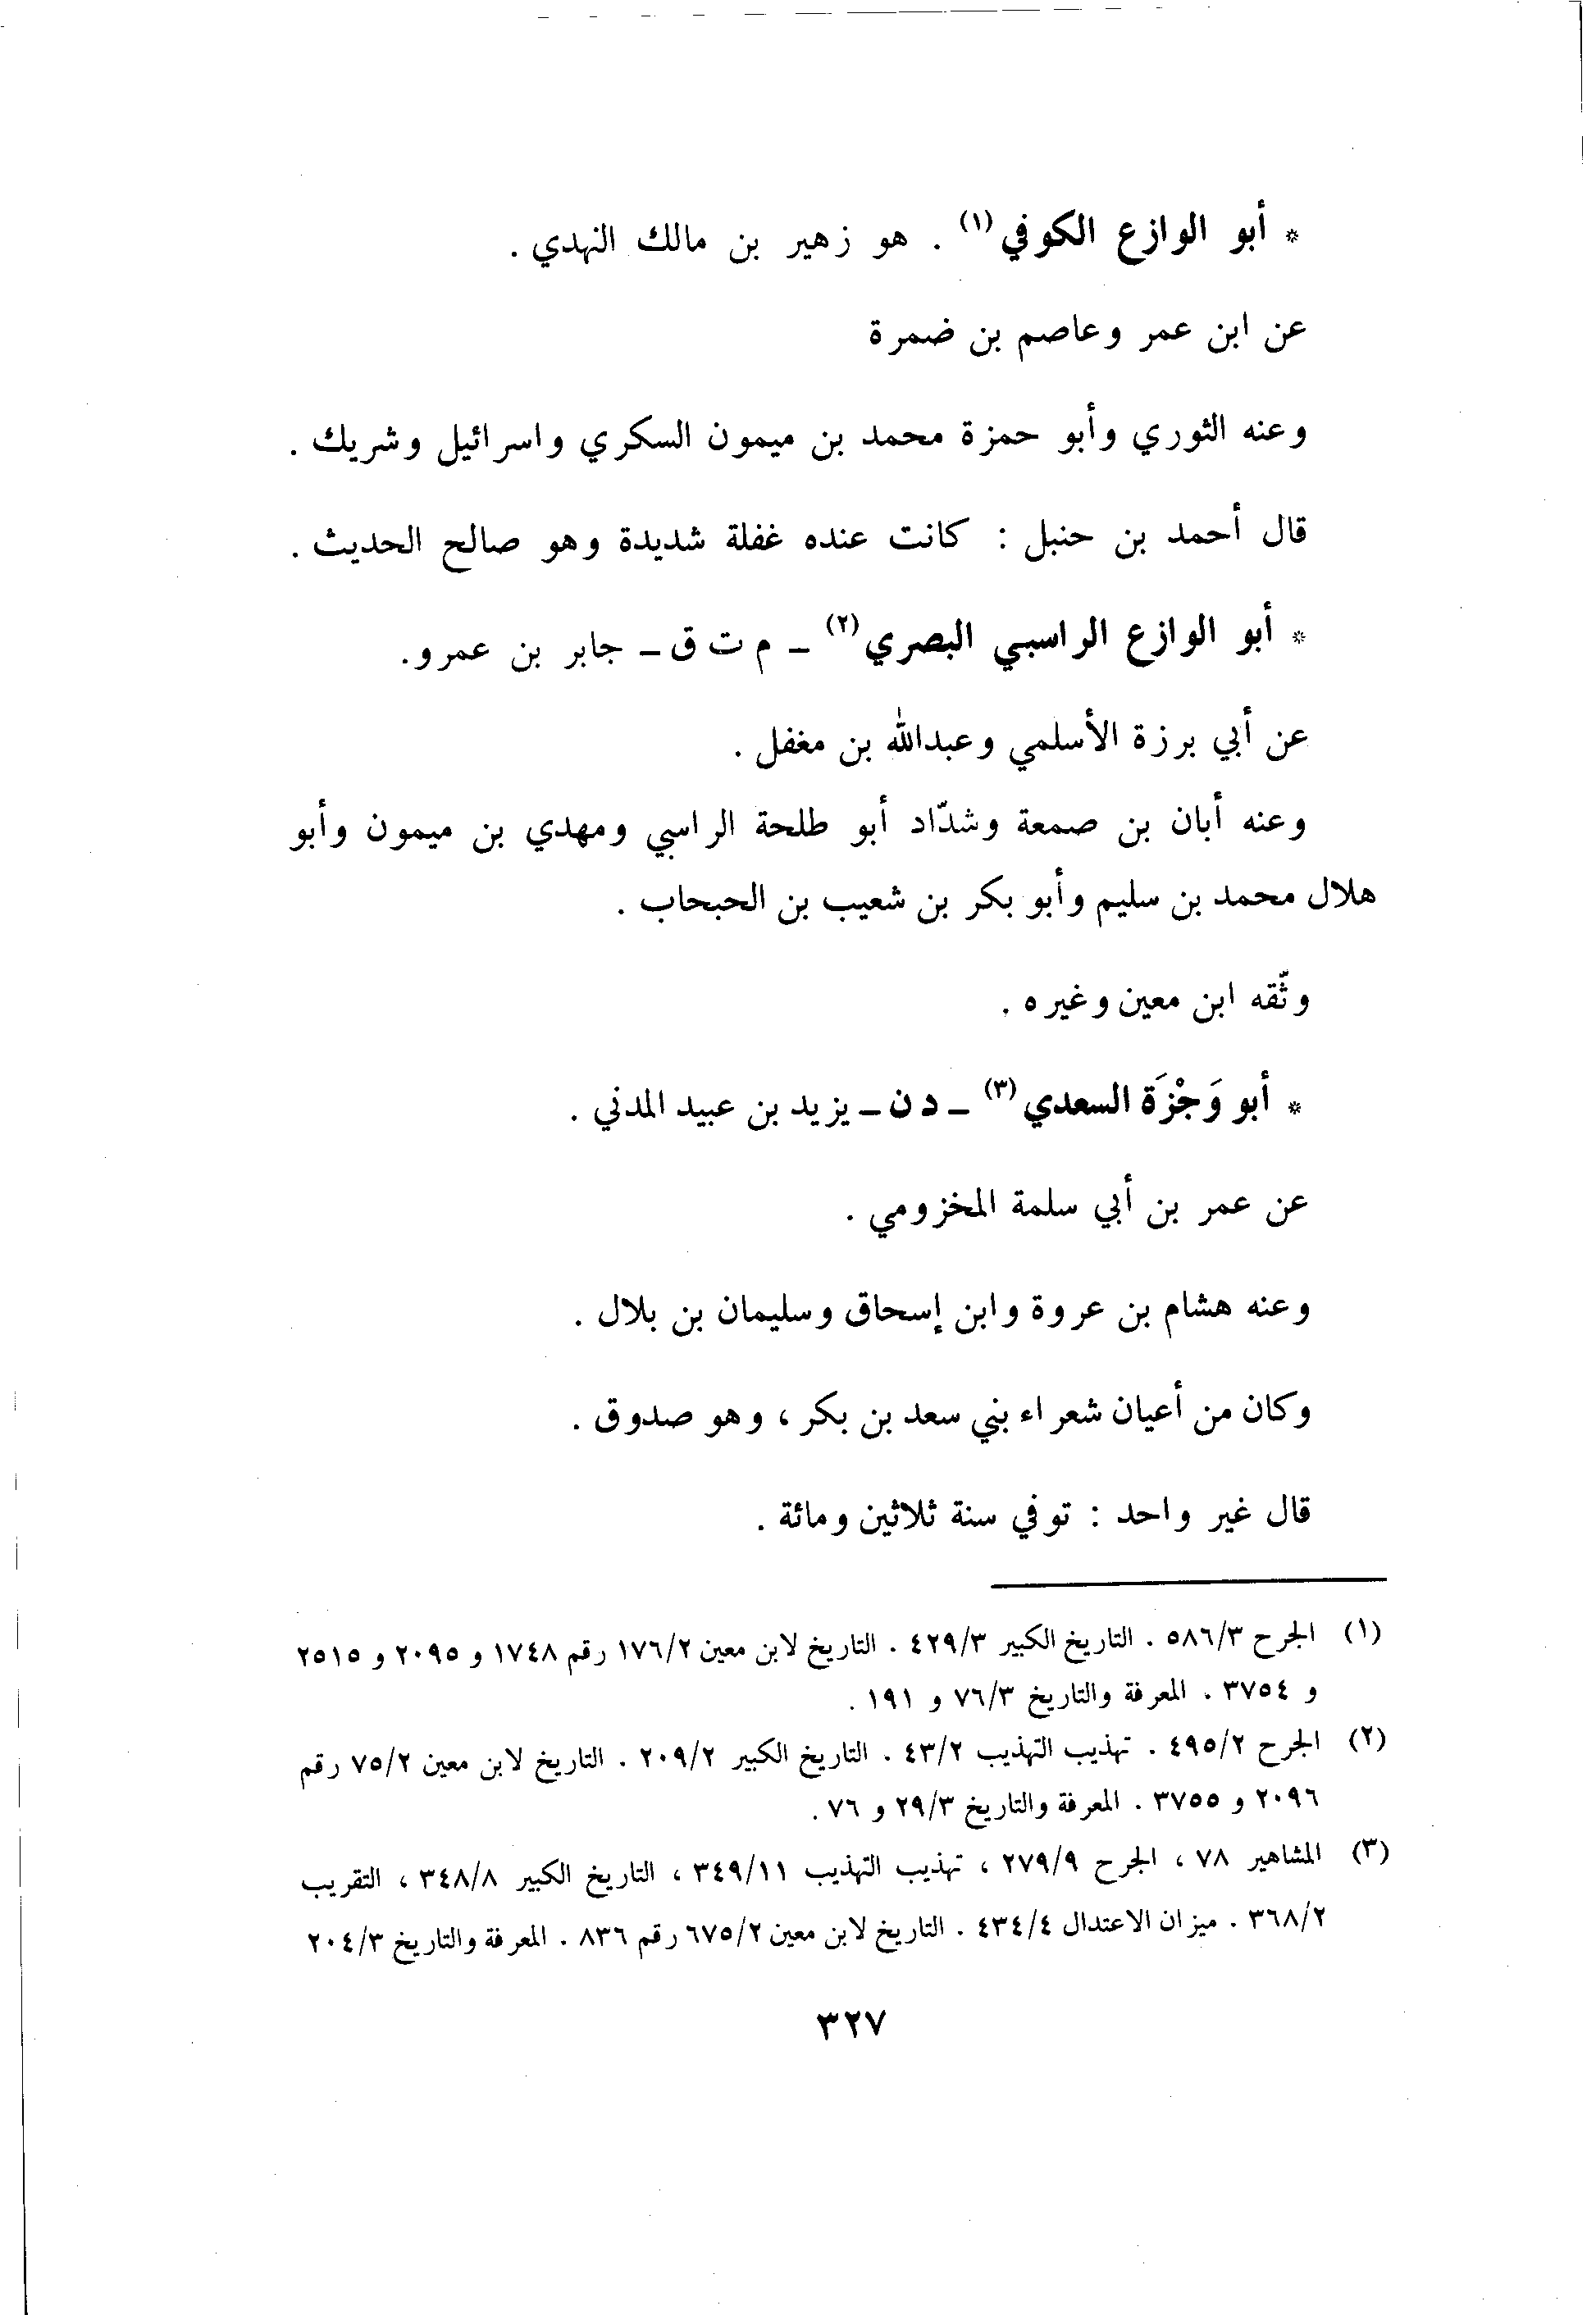 * أبو الوازع الكوفي(١) . هو زهير بن مالك النهدي .
عن ابن عمر وعاصم بن ضمرة
وعنه الثوري وأبو حمزة محمد بن ميمون السكري واسرائيل وشريك .
قال أحمد بن حنبل : كانت عنده غفلة شديدة وهو صالح الحديث .
* أبو الوازع الراسبي البصري(٢) – م ت ق – جابر بن عمرو.
عن أبي برزة الأسلمي وعبدالله بن مغفل .
وعنه أبان بن صمعة وشدّاد أبو طلحة الراسبي ومهدي بن ميمون وأبو
هلال محمد بن سليم وأبو بكر بن شعيب بن الحبحاب .
وثّقه ابن معين وغيره .
* أبو وَجْزَة السعدي(٣) – د ن – يزيد بن عبيد المدني .
عن عمر بن أبي سلمة المخزومي .
وعنه هشام بن عروة وابن إسحاق وسليمان بن بلال .
وكان من أعيان شعراء بني سعد بن بكر ، وهو صدوق .
قال غير واحد : توفي سنة ثلاثين ومائة .
(١) الجرح ٥٨٦/٣ . التاريخ الكبير ٤٢٩/٣ . التاريخ لابن معين ١٧٦/٢ رقم ١٧٤٨ و ٢٠٩٥ و ٢٥١٥
و ٣٧٥٤ . المعرفة والتاريخ ٧٦/٣ و ١٩١ .
(٢) الجرح ٤٩٥/٢ . تهذيب التهذيب ٤٣/٢ . التاريخ الكبير ٢٠٩/٢ . التاريخ لابن معين ٧٥/٢ رقم
٢٠٩٦ و ٣٧٥٥ . المعرفة والتاريخ ٢٩/٣ و ٧٦ .
(٣) المشاهير ٧٨ ، الجرح ٢٧٩/٩ ، تهذيب التهذيب ٣٤٩/١١ ، التاريخ الكبير ٣٤٨/٨ ، التقريب
٣٦٨/٢ . ميزان الاعتدال ٤٣٤/٤ . التاريخ لابن معين ٦٧٥/٢ رقم ٨٣٦ . المعرفة والتاريخ ٢٠٤/٣
٣٢٧